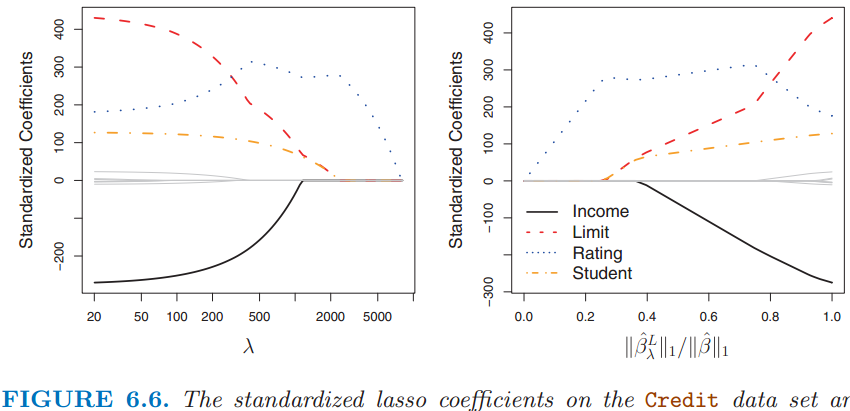 Standardized Coefficients
400
300
200
100
0
−200
20 50 100 200 500 2000 5000
λ
Standardized Coefficients
400
300
200
100
0
−100
−300
Income
Limit
Rating
Student
0.0 0.2 0.4 0.6 0.8 1.0
‖β̂λᴸ‖₁/‖β̂‖₁
FIGURE 6.6. The standardized lasso coefficients on the Credit data set ar